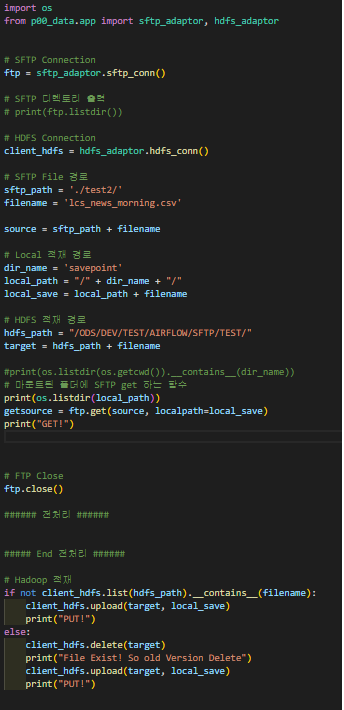 import os
from p00_data.app import sftp_adaptor, hdfs_adaptor
# SFTP Connection
ftp = sftp_adaptor.sftp_conn()
# SFTP 디렉토리 출력
# print(ftp.listdir())
# HDFS Connection
client_hdfs = hdfs_adaptor.hdfs_conn()
# SFTP File 경로
sftp_path = './test2/'
filename = 'lcs_news_morning.csv'
source = sftp_path + filename
# Local 적재 경로
dir_name = 'savepoint'
local_path = "/" + dir_name + "/"
local_save = local_path + filename
# HDFS 적재 경로
hdfs_path = "/ODS/DEV/TEST/AIRFLOW/SFTP/TEST/"
target = hdfs_path + filename
#print(os.listdir(os.getcwd()).__contains__(dir_name))
# 마운트된 폴더에 SFTP get 하는 함수
print(os.listdir(local_path))
getsource = ftp.get(source, localpath=local_save)
print("GET!")
# FTP Close
ftp.close()
###### 전처리 ######
##### End 전처리 ######
# Hadoop 적재
if not client_hdfs.list(hdfs_path).__contains__(filename):
    client_hdfs.upload(target, local_save)
    print("PUT!")
else:
    client_hdfs.delete(target)
    print("File Exist! So old Version Delete")
    client_hdfs.upload(target, local_save)
    print("PUT!")